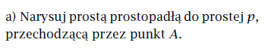 a) Narysuj prostą prostopadłą do prostej p,
przechodzącą przez punkt A.